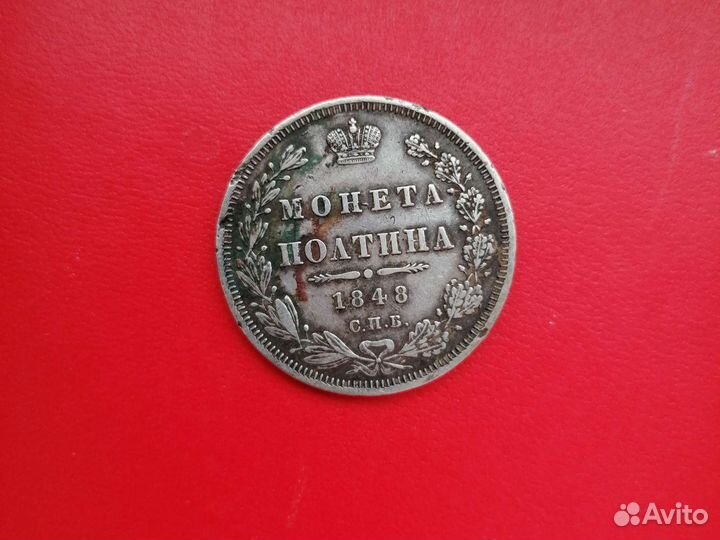 МОНЕТА
ПОЛТИНА
1848
С.П.Б.
Avito